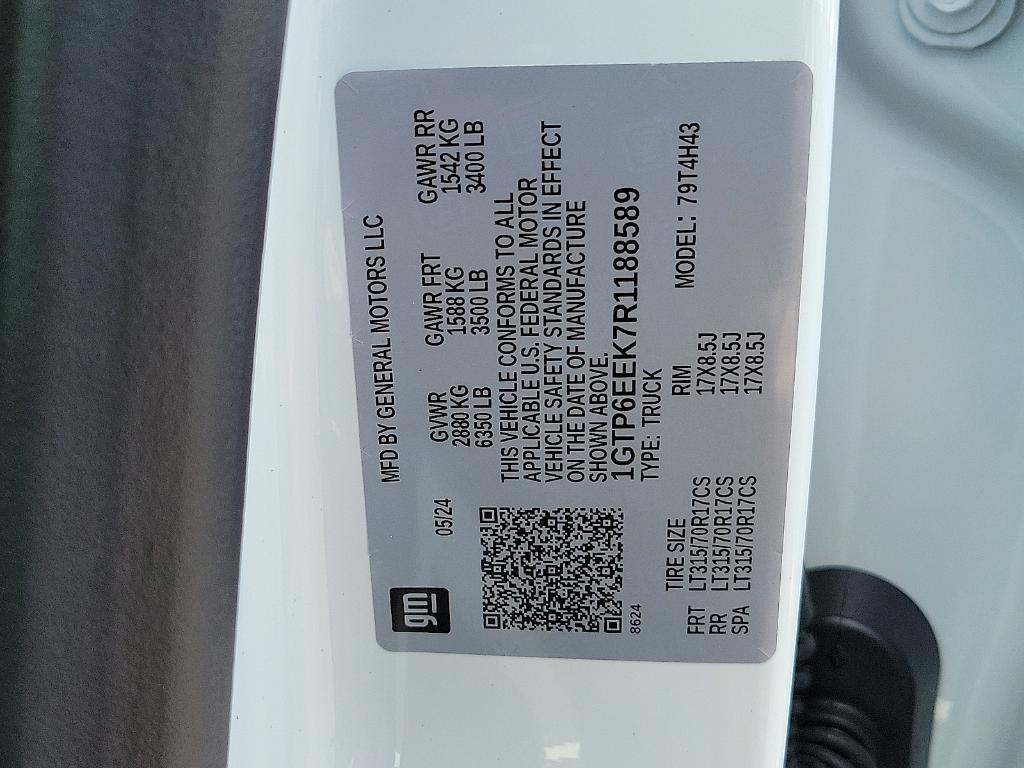 gm
MFD BY GENERAL MOTORS LLC
05/24
GVWR GAWR FRT GAWR RR
2880 KG 1588 KG 1542 KG
6350 LB 3500 LB 3400 LB
THIS VEHICLE CONFORMS TO ALL
APPLICABLE U.S. FEDERAL MOTOR
VEHICLE SAFETY STANDARDS IN EFFECT
ON THE DATE OF MANUFACTURE
SHOWN ABOVE.
1GTP6EEK7R1188589
8624
TYPE: TRUCK
TIRE SIZE RIM MODEL: 79T4H43
FRT LT315/70R17CS 17X8.5J
RR LT315/70R17CS 17X8.5J
SPA LT315/70R17CS 17X8.5J